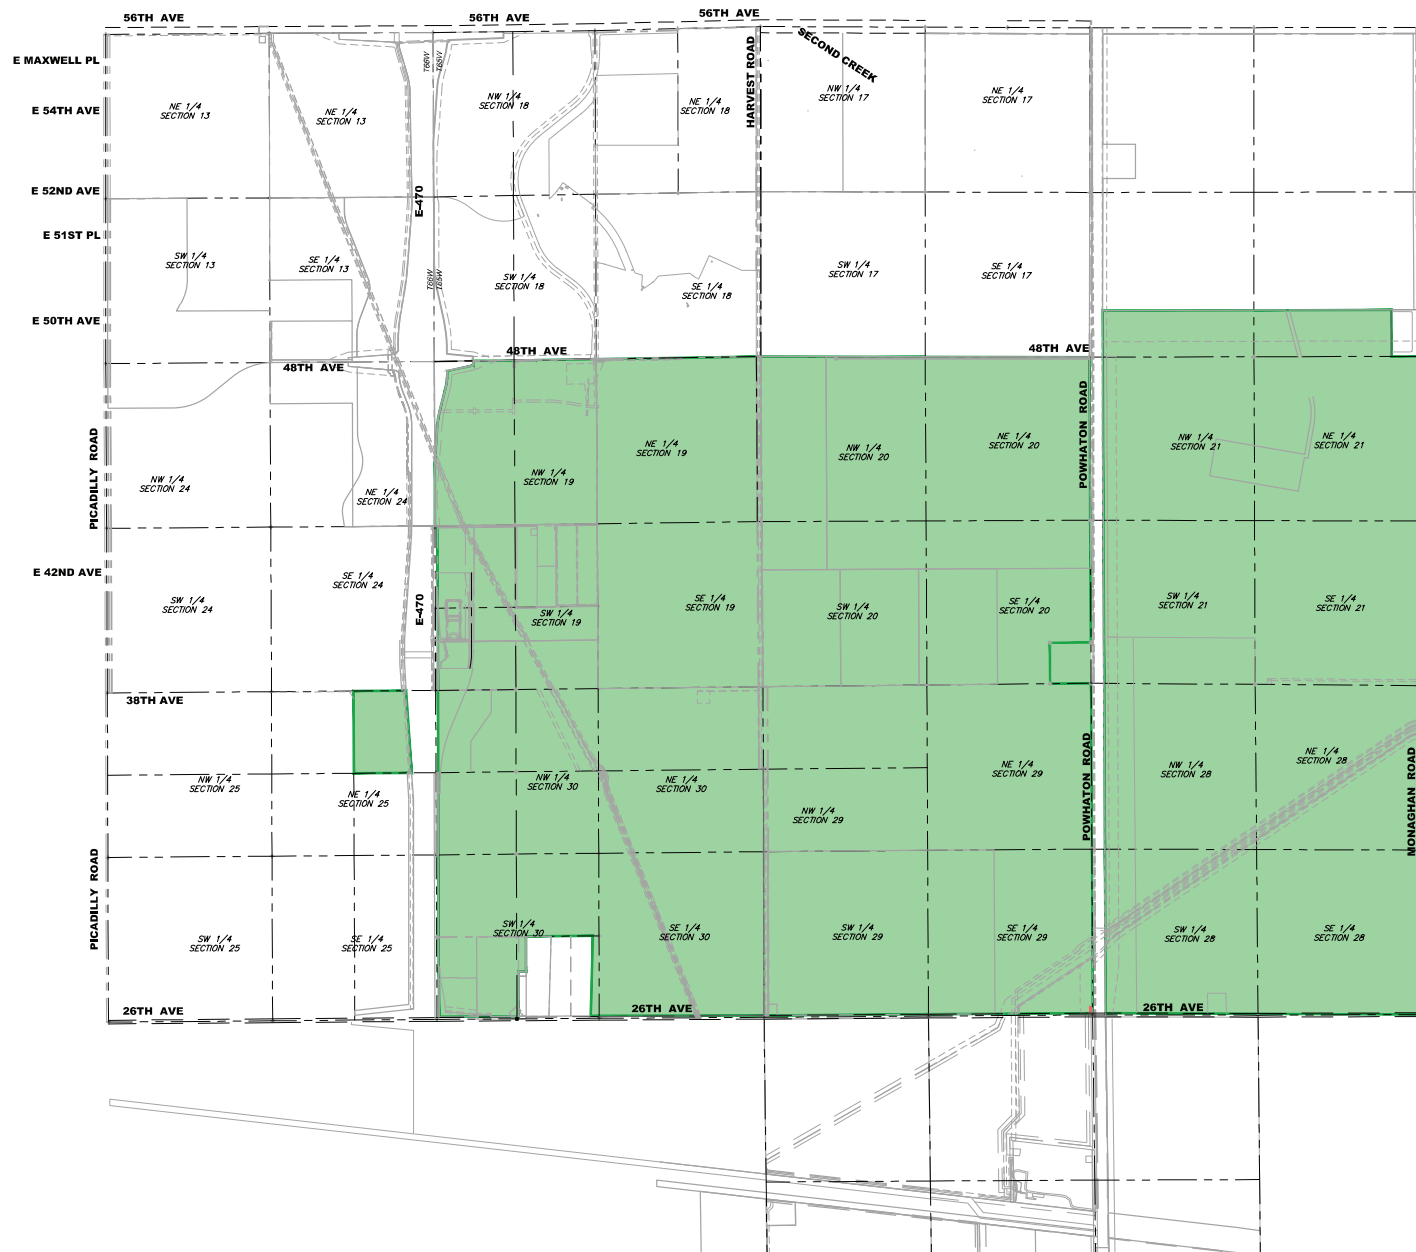 56TH AVE
56TH AVE
56TH AVE
E MAXWELL PL
E 54TH AVE
E 52ND AVE
E 51ST PL
E 50TH AVE
E 42ND AVE
SECOND CREEK
HARVEST ROAD
T66W
T65W
E-470
NE 1/4
SECTION 13
NE 1/4
SECTION 13
NW 1/4
SECTION 18
NE 1/4
SECTION 18
NW 1/4
SECTION 17
NE 1/4
SECTION 17
SW 1/4
SECTION 13
SE 1/4
SECTION 13
T66W
T65W
SW 1/4
SECTION 18
SE 1/4
SECTION 18
SW 1/4
SECTION 17
SE 1/4
SECTION 17
48TH AVE
48TH AVE
48TH AVE
PICADILLY ROAD
POWHATON ROAD
NW 1/4
SECTION 24
NE 1/4
SECTION 24
NW 1/4
SECTION 19
NE 1/4
SECTION 19
NW 1/4
SECTION 20
NE 1/4
SECTION 20
NW 1/4
SECTION 21
NE 1/4
SECTION 21
SW 1/4
SECTION 24
SE 1/4
SECTION 24
E-470
SW 1/4
SECTION 19
SE 1/4
SECTION 19
SW 1/4
SECTION 20
SE 1/4
SECTION 20
SW 1/4
SECTION 21
SE 1/4
SECTION 21
38TH AVE
NW 1/4
SECTION 25
NE 1/4
SECTION 25
NW 1/4
SECTION 30
NE 1/4
SECTION 30
NW 1/4
SECTION 29
NE 1/4
SECTION 29
POWHATON ROAD
NW 1/4
SECTION 28
NE 1/4
SECTION 28
MONAGHAN ROAD
PICADILLY ROAD
SW 1/4
SECTION 25
SE 1/4
SECTION 25
SW 1/4
SECTION 30
SE 1/4
SECTION 30
SW 1/4
SECTION 29
SE 1/4
SECTION 29
SW 1/4
SECTION 28
SE 1/4
SECTION 28
26TH AVE
26TH AVE
26TH AVE